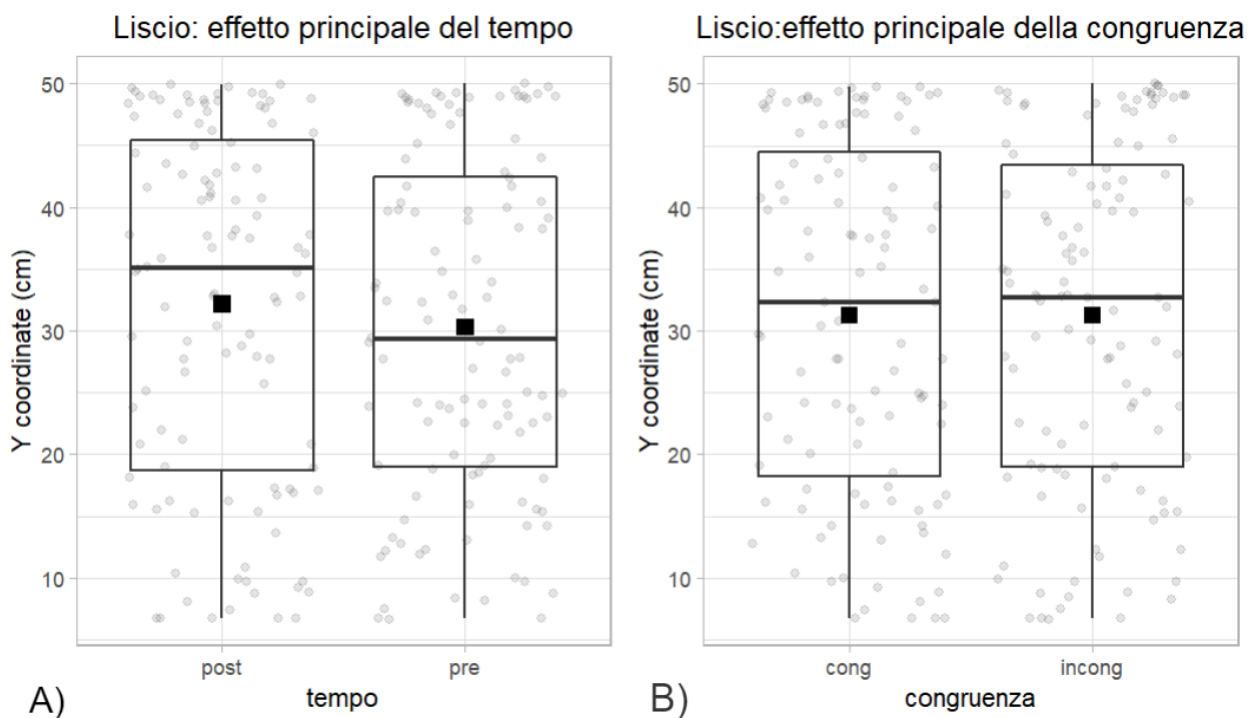 Liscio: effetto principale del tempo
50
40
30
20
10
Y coordinate (cm)
post
pre
tempo
A)
Liscio:effetto principale della congruenza
50
40
30
20
10
Y coordinate (cm)
cong
incong
congruenza
B)